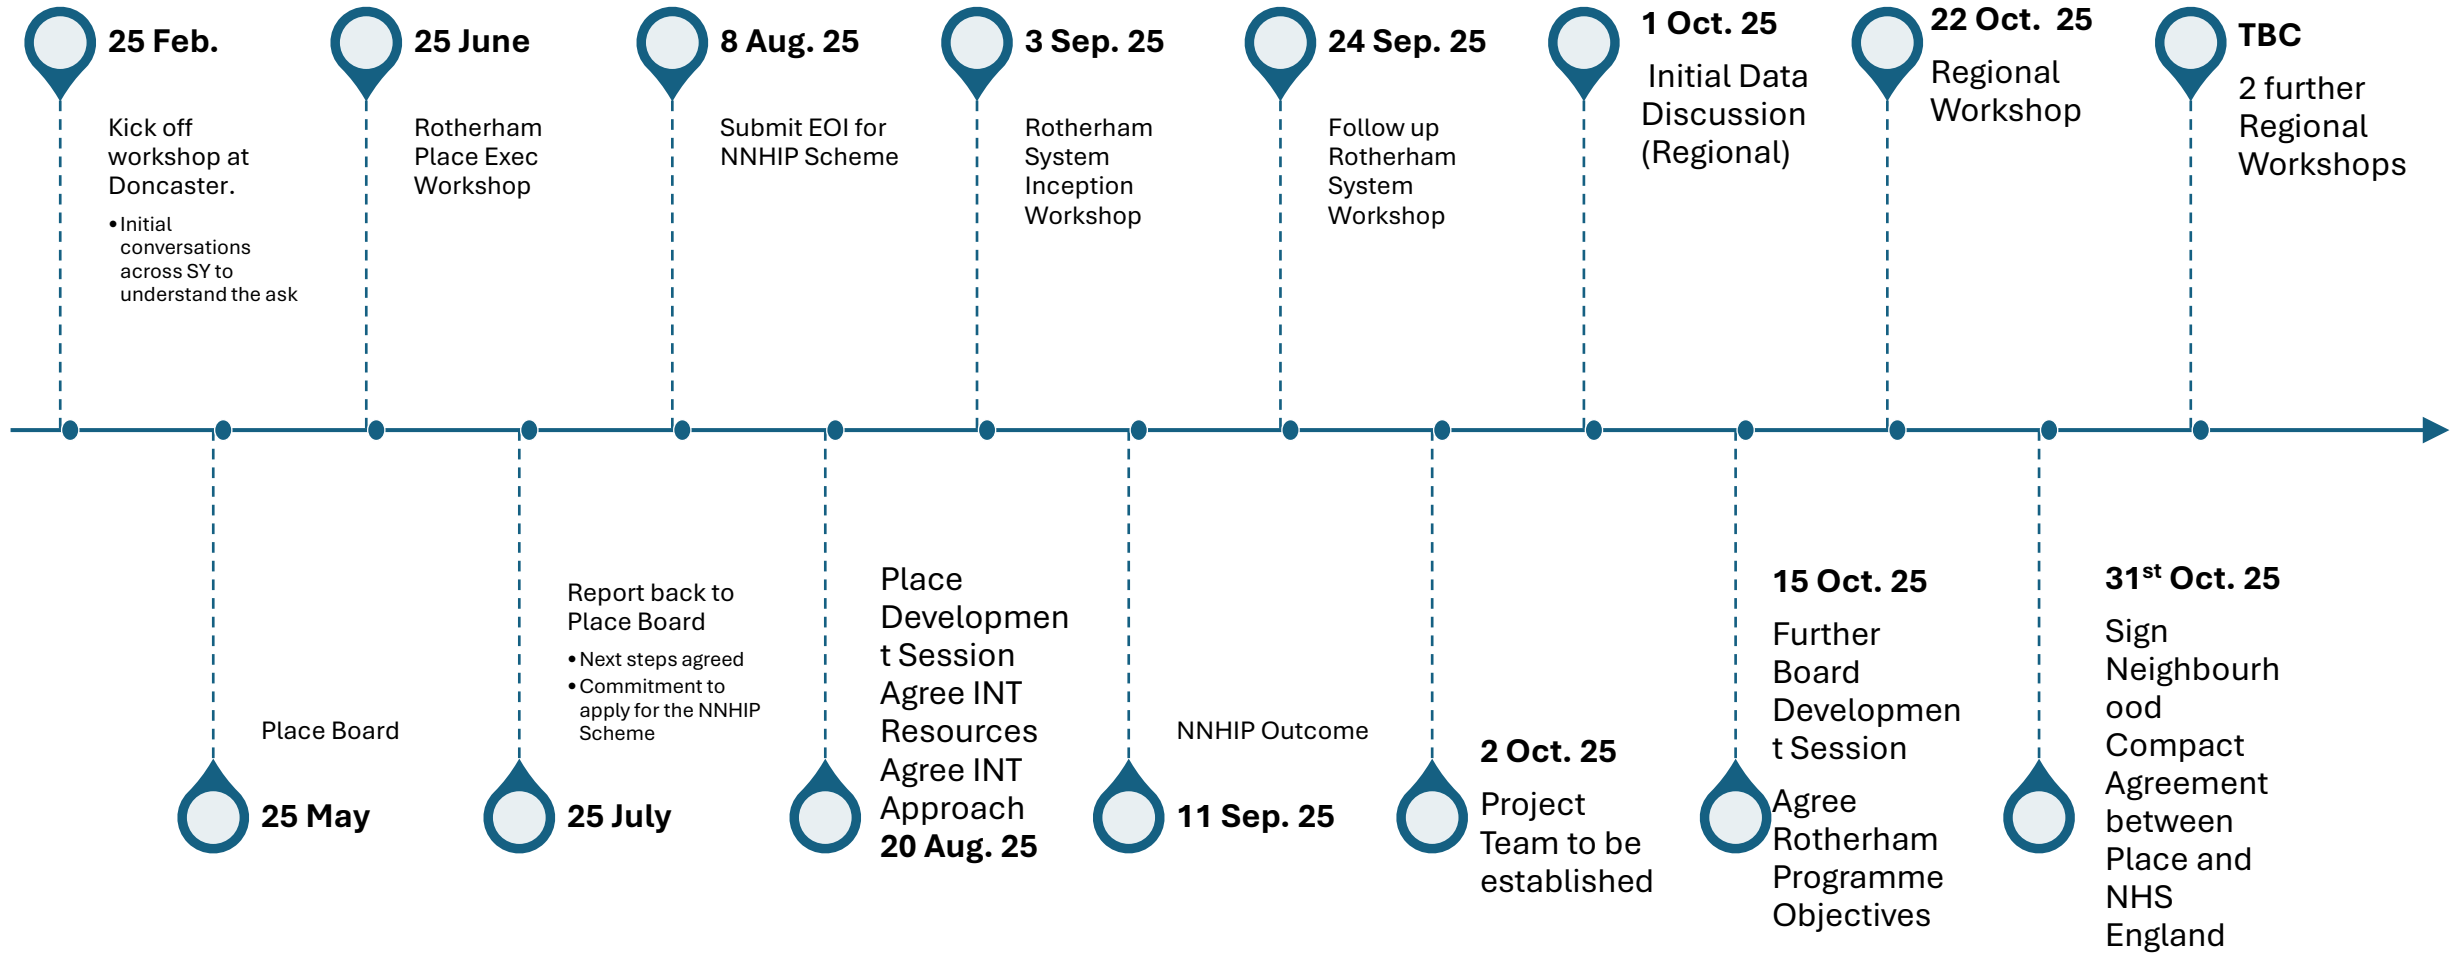 25 Feb.
Kick off
workshop at
Doncaster.
•Initial
conversations
across SY to
understand the ask
25 June
Rotherham
Place Exec
Workshop
8 Aug. 25
Submit EOI for
NNHIP Scheme
3 Sep. 25
Rotherham
System
Inception
Workshop
24 Sep. 25
Follow up
Rotherham
System
Workshop
1 Oct. 25
Initial Data
Discussion
(Regional)
22 Oct. 25
Regional
Workshop
TBC
2 further
Regional
Workshops
Place Board
25 May
Report back to
Place Board
•Next steps agreed
•Commitment to
apply for the NNHIP
Scheme
25 July
Place
Developmen
t Session
Agree INT
Resources
Agree INT
Approach
20 Aug. 25
NNHIP Outcome
11 Sep. 25
2 Oct. 25
Project
Team to be
established
15 Oct. 25
Further
Board
Developmen
t Session
Agree
Rotherham
Programme
Objectives
31st Oct. 25
Sign
Neighbourh
ood
Compact
Agreement
between
Place and
NHS
England